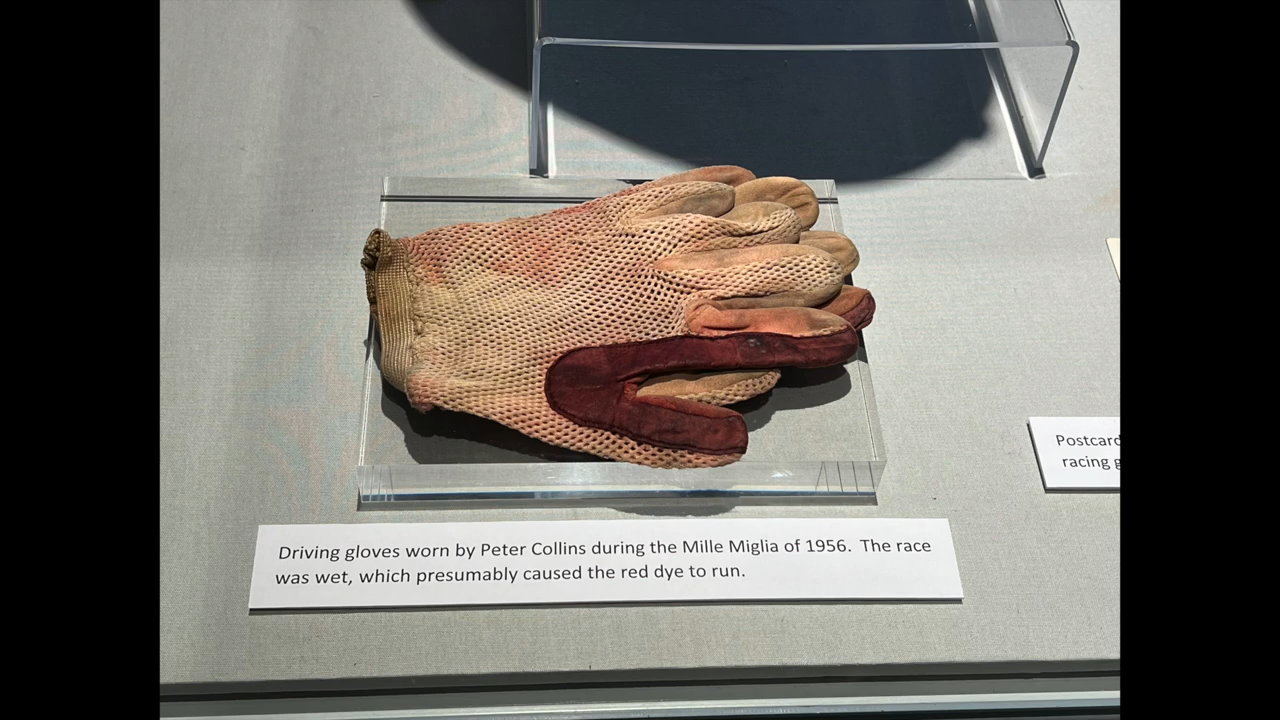 Postcard
racing g
Driving gloves worn by Peter Collins during the Mille Miglia of 1956. The race
was wet, which presumably caused the red dye to run.